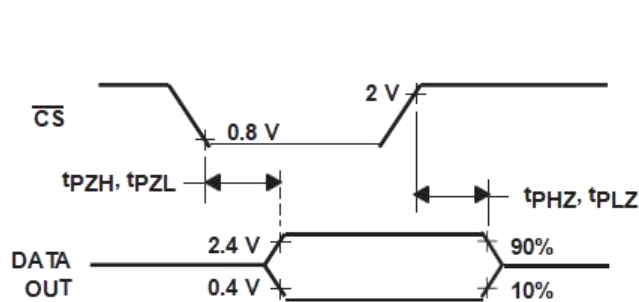 2 V
CS
0.8 V
tPZH, tPZL
tPHZ, tPLZ
2.4 V
90%
DATA
OUT
0.4 V
10%